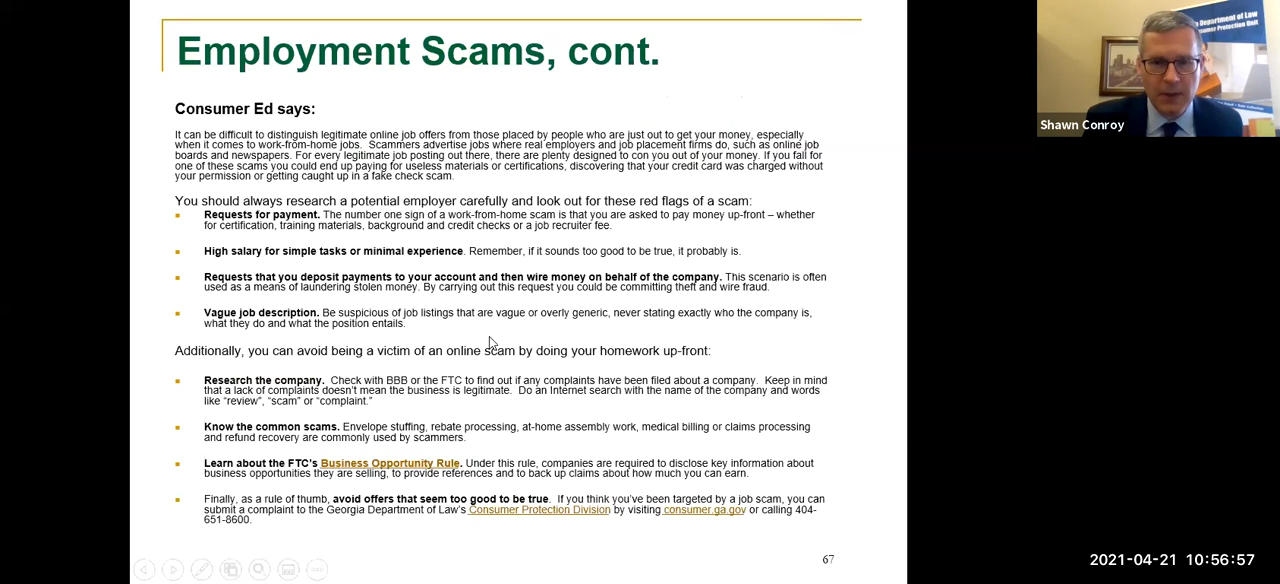 Employment Scams, cont.
Consumer Ed says:
It can be difficult to distinguish legitimate online job offers from those placed by people who are just out to get your money, especially
when it comes to work-from-home jobs.  Scammers advertise jobs where real employers and job placement firms do, such as online job
boards and newspapers. For every legitimate job posting out there, there are plenty designed to con you out of your money. If you fall for
one of these scams you could end up paying for useless materials or certifications, discovering that your credit card was charged without
your permission or getting caught up in a fake check scam.
You should always research a potential employer carefully and look out for these red flags of a scam:
Requests for payment. The number one sign of a work-from-home scam is that you are asked to pay money up-front – whether
for certification, training materials, background and credit checks or a job recruiter fee.
High salary for simple tasks or minimal experience. Remember, if it sounds too good to be true, it probably is.
Requests that you deposit payments to your account and then wire money on behalf of the company. This scenario is often
used as a means of laundering stolen money. By carrying out this request you could be committing theft and wire fraud.
Vague job description. Be suspicious of job listings that are vague or overly generic, never stating exactly who the company is,
what they do and what the position entails.
Additionally, you can avoid being a victim of an online scam by doing your homework up-front:
Research the company.  Check with BBB or the FTC to find out if any complaints have been filed about a company.  Keep in mind
that a lack of complaints doesn't mean the business is legitimate.  Do an Internet search with the name of the company and words
like “review”, “scam” or “complaint.”
Know the common scams. Envelope stuffing, rebate processing, at-home assembly work, medical billing or claims processing
and refund recovery are commonly used by scammers.
Learn about the FTC’s Business Opportunity Rule. Under this rule, companies are required to disclose key information about
business opportunities they are selling, to provide references and to back up claims about how much you can earn.
Finally, as a rule of thumb, avoid offers that seem too good to be true.  If you think you’ve been targeted by a job scam, you can
submit a complaint to the Georgia Department of Law’s Consumer Protection Division by visiting consumer.ga.gov or calling 404-
651-8600.
67
Department of Law
Consumer Protection Unit
Shawn Conroy
2021-04-21 10:56:57